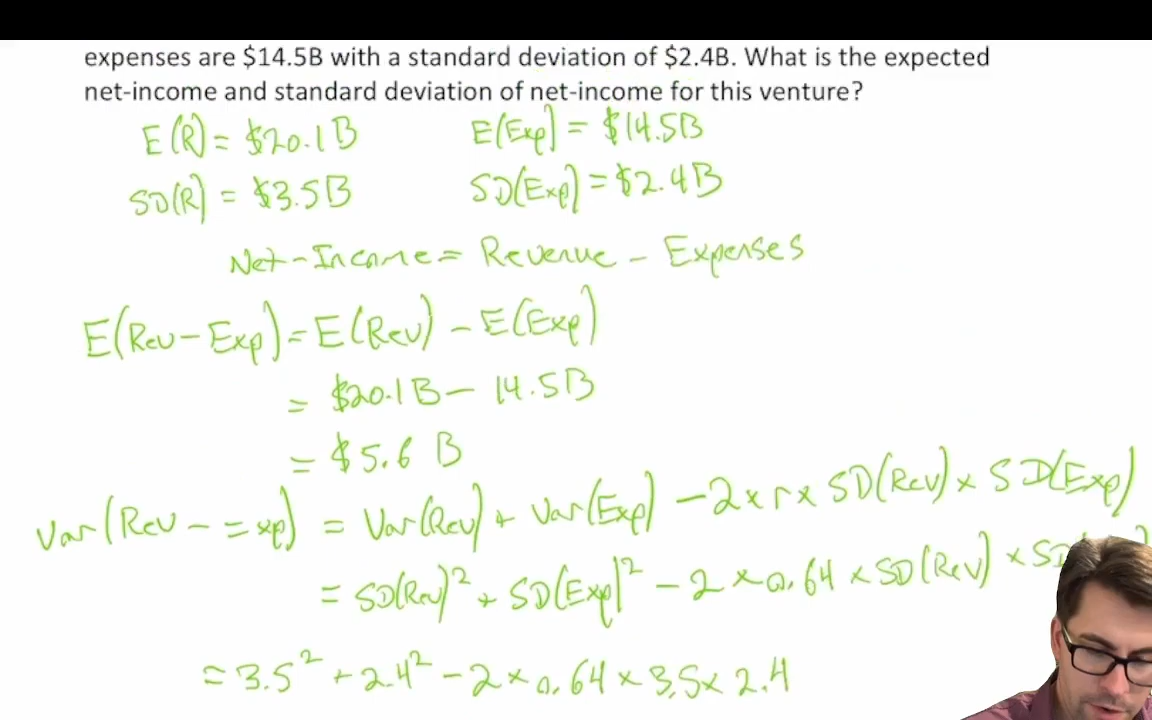 expenses are $14.5B with a standard deviation of $2.4B. What is the expected
net-income and standard deviation of net-income for this venture?
E(R) = $20.1B E(Exp) = $14.5B
SD(R) = $3.5B SD(Exp) = $2.4B
Net-Income = Revenue - Expenses
E(Rev - Exp) = E(Rev) - E(Exp)
= $20.1B - 14.5B
= $5.6 B
Var(Rev - Exp) = Var(Rev) + Var(Exp) - 2 × r × SD(Rev) × SD(Exp)
= SD(Rev)² + SD(Exp)² - 2 × 0.64 × SD(Rev) × SD
= 3.5² + 2.4² - 2 × 0.64 × 3.5 × 2.4